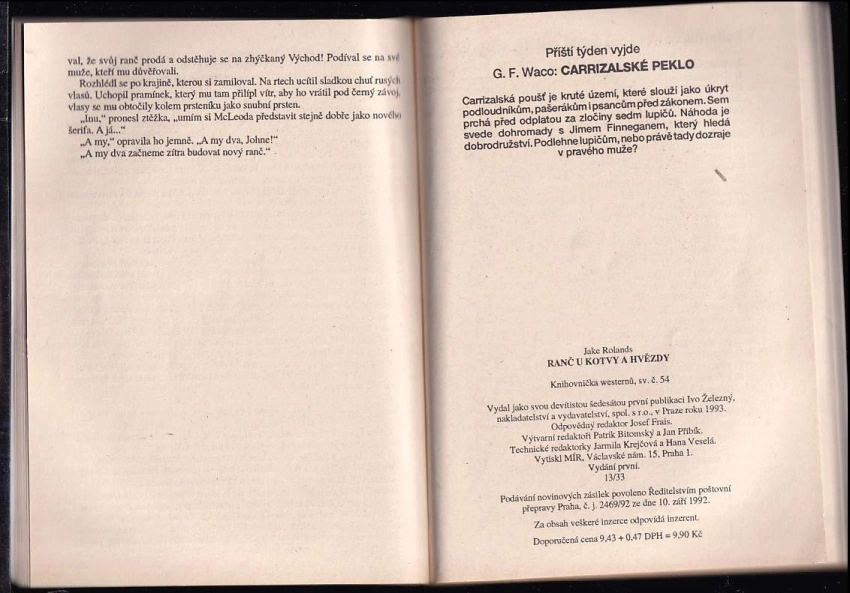 val, že svůj ranč prodá a odstěhuje se na zhýčkaný Východ! Podíval se na své
muže, kteří mu důvěřovali.
Rozhlédl se po krajině, kterou si zamiloval. Na rtech ucítil sladkou chuť rusých
vlasů. Uchopil pramínek, který mu tam přilípl vítr, aby ho vrátil pod černý závoj,
vlasy se mu obtočily kolem prsteníku jako snubní prsten.
„Inu,“ pronesl ztěžka, „umím si McLeoda představit stejně dobře jako nového
šerifa. A já...“
„A my,“ opravila ho jemně. „A my dva, Johne!“
„A my dva začneme zítra budovat nový ranč.“
Příští týden vyjde
G. F. Waco: CARRIZALSKÉ PEKLO
Carrizalská poušť je kruté území, které slouží jako úkryt
podloudníkům, pašerákům i psancům před zákonem. Sem
prchá před odplatou za zločiny sedm lupičů. Náhoda je
svede dohromady s Jimem Finneganem, který hledá
dobrodružství. Podlehne lupičům, nebo právě tady dozraje
v pravého muže?
Jake Rolands
RANČ U KOTVY A HVĚZDY
Knihovnička westernů, sv. č. 54
Vydal jako svou devítistou šedesátou první publikaci Ivo Železný,
nakladatelství a vydavatelství, spol. s r.o., v Praze roku 1993.
Odpovědný redaktor Josef Frais.
Výtvarní redaktoři Patrik Bitomský a Jan Přibík.
Technické redaktorky Jarmila Krejčová a Hana Veselá.
Vytiskl MÍR, Václavské nám. 15, Praha 1.
Vydání první.
13/33
Podávání novinových zásilek povoleno Ředitelstvím poštovní
přepravy Praha, č. j. 2469/92 ze dne 10. září 1992.
Za obsah veškeré inzerce odpovídá inzerent.
Doporučená cena 9,43 + 0,47 DPH = 9,90 Kč